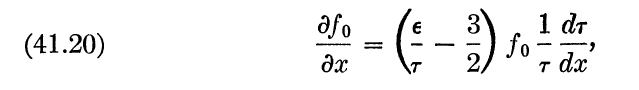 (41.20) ∂f₀/∂x = (ϵ/τ − 3/2) f₀ 1/τ dτ/dx,